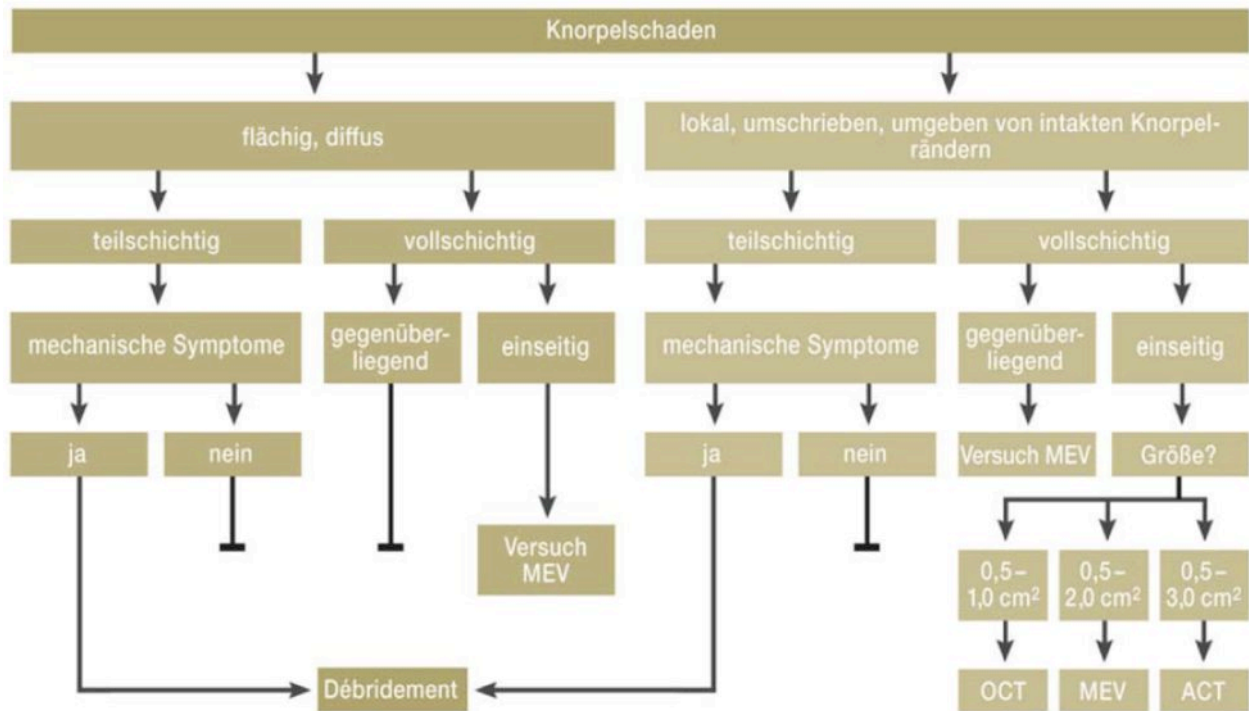 Knorpelschaden
flächig, diffus
lokal, umschrieben, umgeben von intakten Knorpel-
rändern
teilschichtig
vollschichtig
teilschichtig
vollschichtig
mechanische Symptome
gegenüber-
liegend
einseitig
mechanische Symptome
gegenüber-
liegend
einseitig
ja
nein
ja
nein
Versuch MEV
Größe?
Versuch
MEV
0,5–
1,0 cm²
0,5–
2,0 cm²
0,5–
3,0 cm²
Débridement
OCT
MEV
ACT